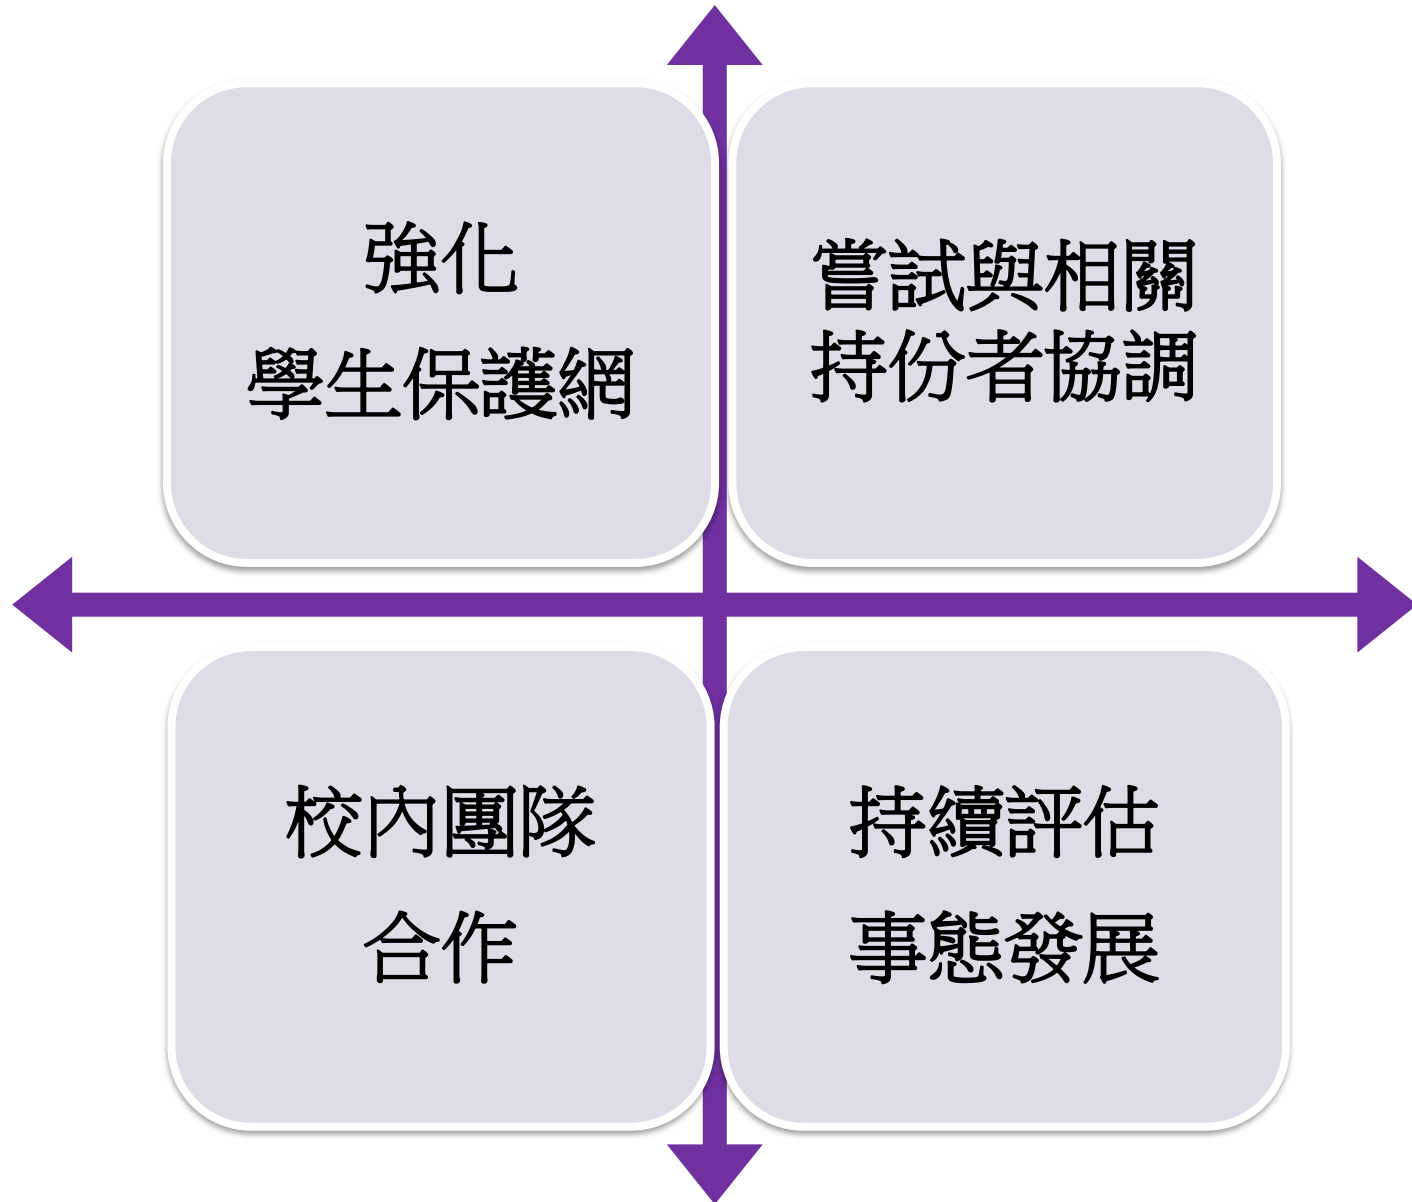 強化
學生保護網
嘗試與相關
持份者協調
校內團隊
合作
持續評估
事態發展